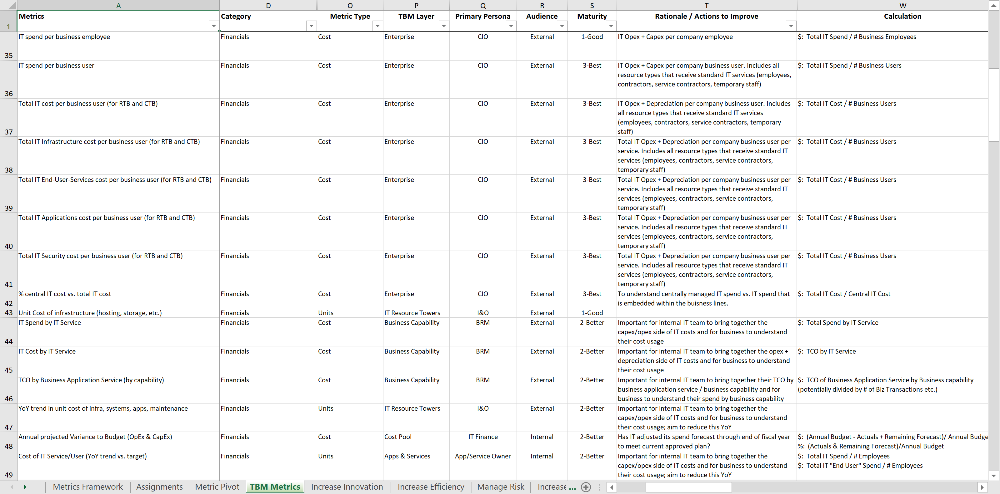 A D O P Q R S T W
1 Metrics Category Metric Type TBM Layer Primary Persona Audience Maturity Rationale / Actions to Improve Calculation
35 IT spend per business employee Financials Cost Enterprise CIO External 1-Good IT Opex + Capex per company employee $: Total IT Spend / # Business Employees
36 IT spend per business user Financials Cost Enterprise CIO External 3-Best IT Opex + Capex per company business user. Includes all $: Total IT Spend / # Business Users
resource types that receive standard IT services (employees,
contractors, service contractors, temporary staff)
37 Total IT cost per business user (for RTB and CTB) Financials Cost Enterprise CIO External 3-Best IT Opex + Depreciation per company business user. Includes $: Total IT Cost / # Business Users
all resource types that receive standard IT services
(employees, contractors, service contractors, temporary
staff)
38 Total IT Infrastructure cost per business user (for RTB and CTB) Financials Cost Enterprise CIO External 3-Best Total IT Opex + Depreciation per company business user per $: Total IT Cost / # Business Users
service. Includes all resource types that receive standard IT
services (employees, contractors, service contractors,
temporary staff)
39 Total IT End-User-Services cost per business user (for RTB and CTB) Financials Cost Enterprise CIO External 3-Best Total IT Opex + Depreciation per company business user per $: Total IT Cost / # Business Users
service. Includes all resource types that receive standard IT
services (employees, contractors, service contractors,
temporary staff)
40 Total IT Applications cost per business user (for RTB and CTB) Financials Cost Enterprise CIO External 3-Best Total IT Opex + Depreciation per company business user per $: Total IT Cost / # Business Users
service. Includes all resource types that receive standard IT
services (employees, contractors, service contractors,
temporary staff)
41 Total IT Security cost per business user (for RTB and CTB) Financials Cost Enterprise CIO External 3-Best Total IT Opex + Depreciation per company business user per $: Total IT Cost / # Business Users
service. Includes all resource types that receive standard IT
services (employees, contractors, service contractors,
temporary staff)
42 % central IT cost vs. total IT cost Financials Cost Enterprise CIO External 3-Best To understand centrally managed IT spend vs. IT spend that $: Total IT Cost / Central IT Cost
is embedded within the buisness lines.
43 Unit Cost of infrastructure (hosting, storage, etc.) Financials Units IT Resource Towers I&O External 1-Good
44 IT Spend by IT Service Financials Cost Business Capability BRM External 2-Better Important for internal IT team to bring together the $: Total Spend by IT Service
capex/opex side of IT costs and for business to understand
their cost usage
45 IT Cost by IT Service Financials Cost Business Capability BRM External 2-Better Important for internal IT team to bring together the opex + $: TCO by IT Service
depreciation side of IT costs and for business to understand
their cost usage
46 TCO by Business Application Service (by capability) Financials Cost Business Capability BRM External 2-Better Important for internal IT team to bring together their TCO by $: TCO of Business Application Service by Business capability
business application service / business capability and for (potentially divided by # of Biz Transactions etc.)
business to understand their spend by business capability
47 YoY trend in unit cost of infra, systems, apps, maintenance Financials Units IT Resource Towers I&O External 2-Better Important for internal IT team to bring together the
capex/opex side of IT costs and for business to understand
their cost usage; aim to reduce this YoY
48 Annual projected Variance to Budget (OpEx & CapEx) Financials Cost Cost Pool IT Finance Internal 2-Better Has IT adjusted its spend forecast through end of fiscal year $: (Annual Budget - Actuals + Remaining Forecast)/ Annual Budge
to meet current approved plan? %: (Actuals & Remaining Forecast)/Annual Budget
49 Cost of IT Service/User (YoY trend vs. target) Financials Units Apps & Services App/Service Owner Internal 2-Better Important for internal IT team to bring together the $: Total IT Spend / # Employees
capex/opex side of IT costs and for business to understand $: Total IT "End User" Spend / # Employees
their cost usage; aim to reduce this YoY
Metrics Framework Assignments Metric Pivot TBM Metrics Increase Innovation Increase Efficiency Manage Risk Increase ...